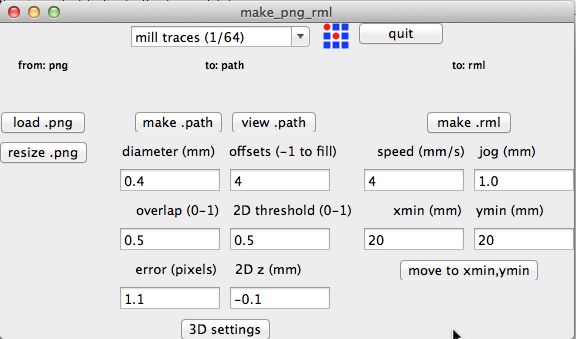 make_png_rml
mill traces (1/64)
quit
from: png
to: path
to: rml
load .png
make .path
view .path
make .rml
resize .png
diameter (mm)
offsets (-1 to fill)
speed (mm/s)
jog (mm)
0.4
4
4
1.0
overlap (0-1)
2D threshold (0-1)
xmin (mm)
ymin (mm)
0.5
0.5
20
20
error (pixels)
2D z (mm)
move to xmin,ymin
1.1
-0.1
3D settings